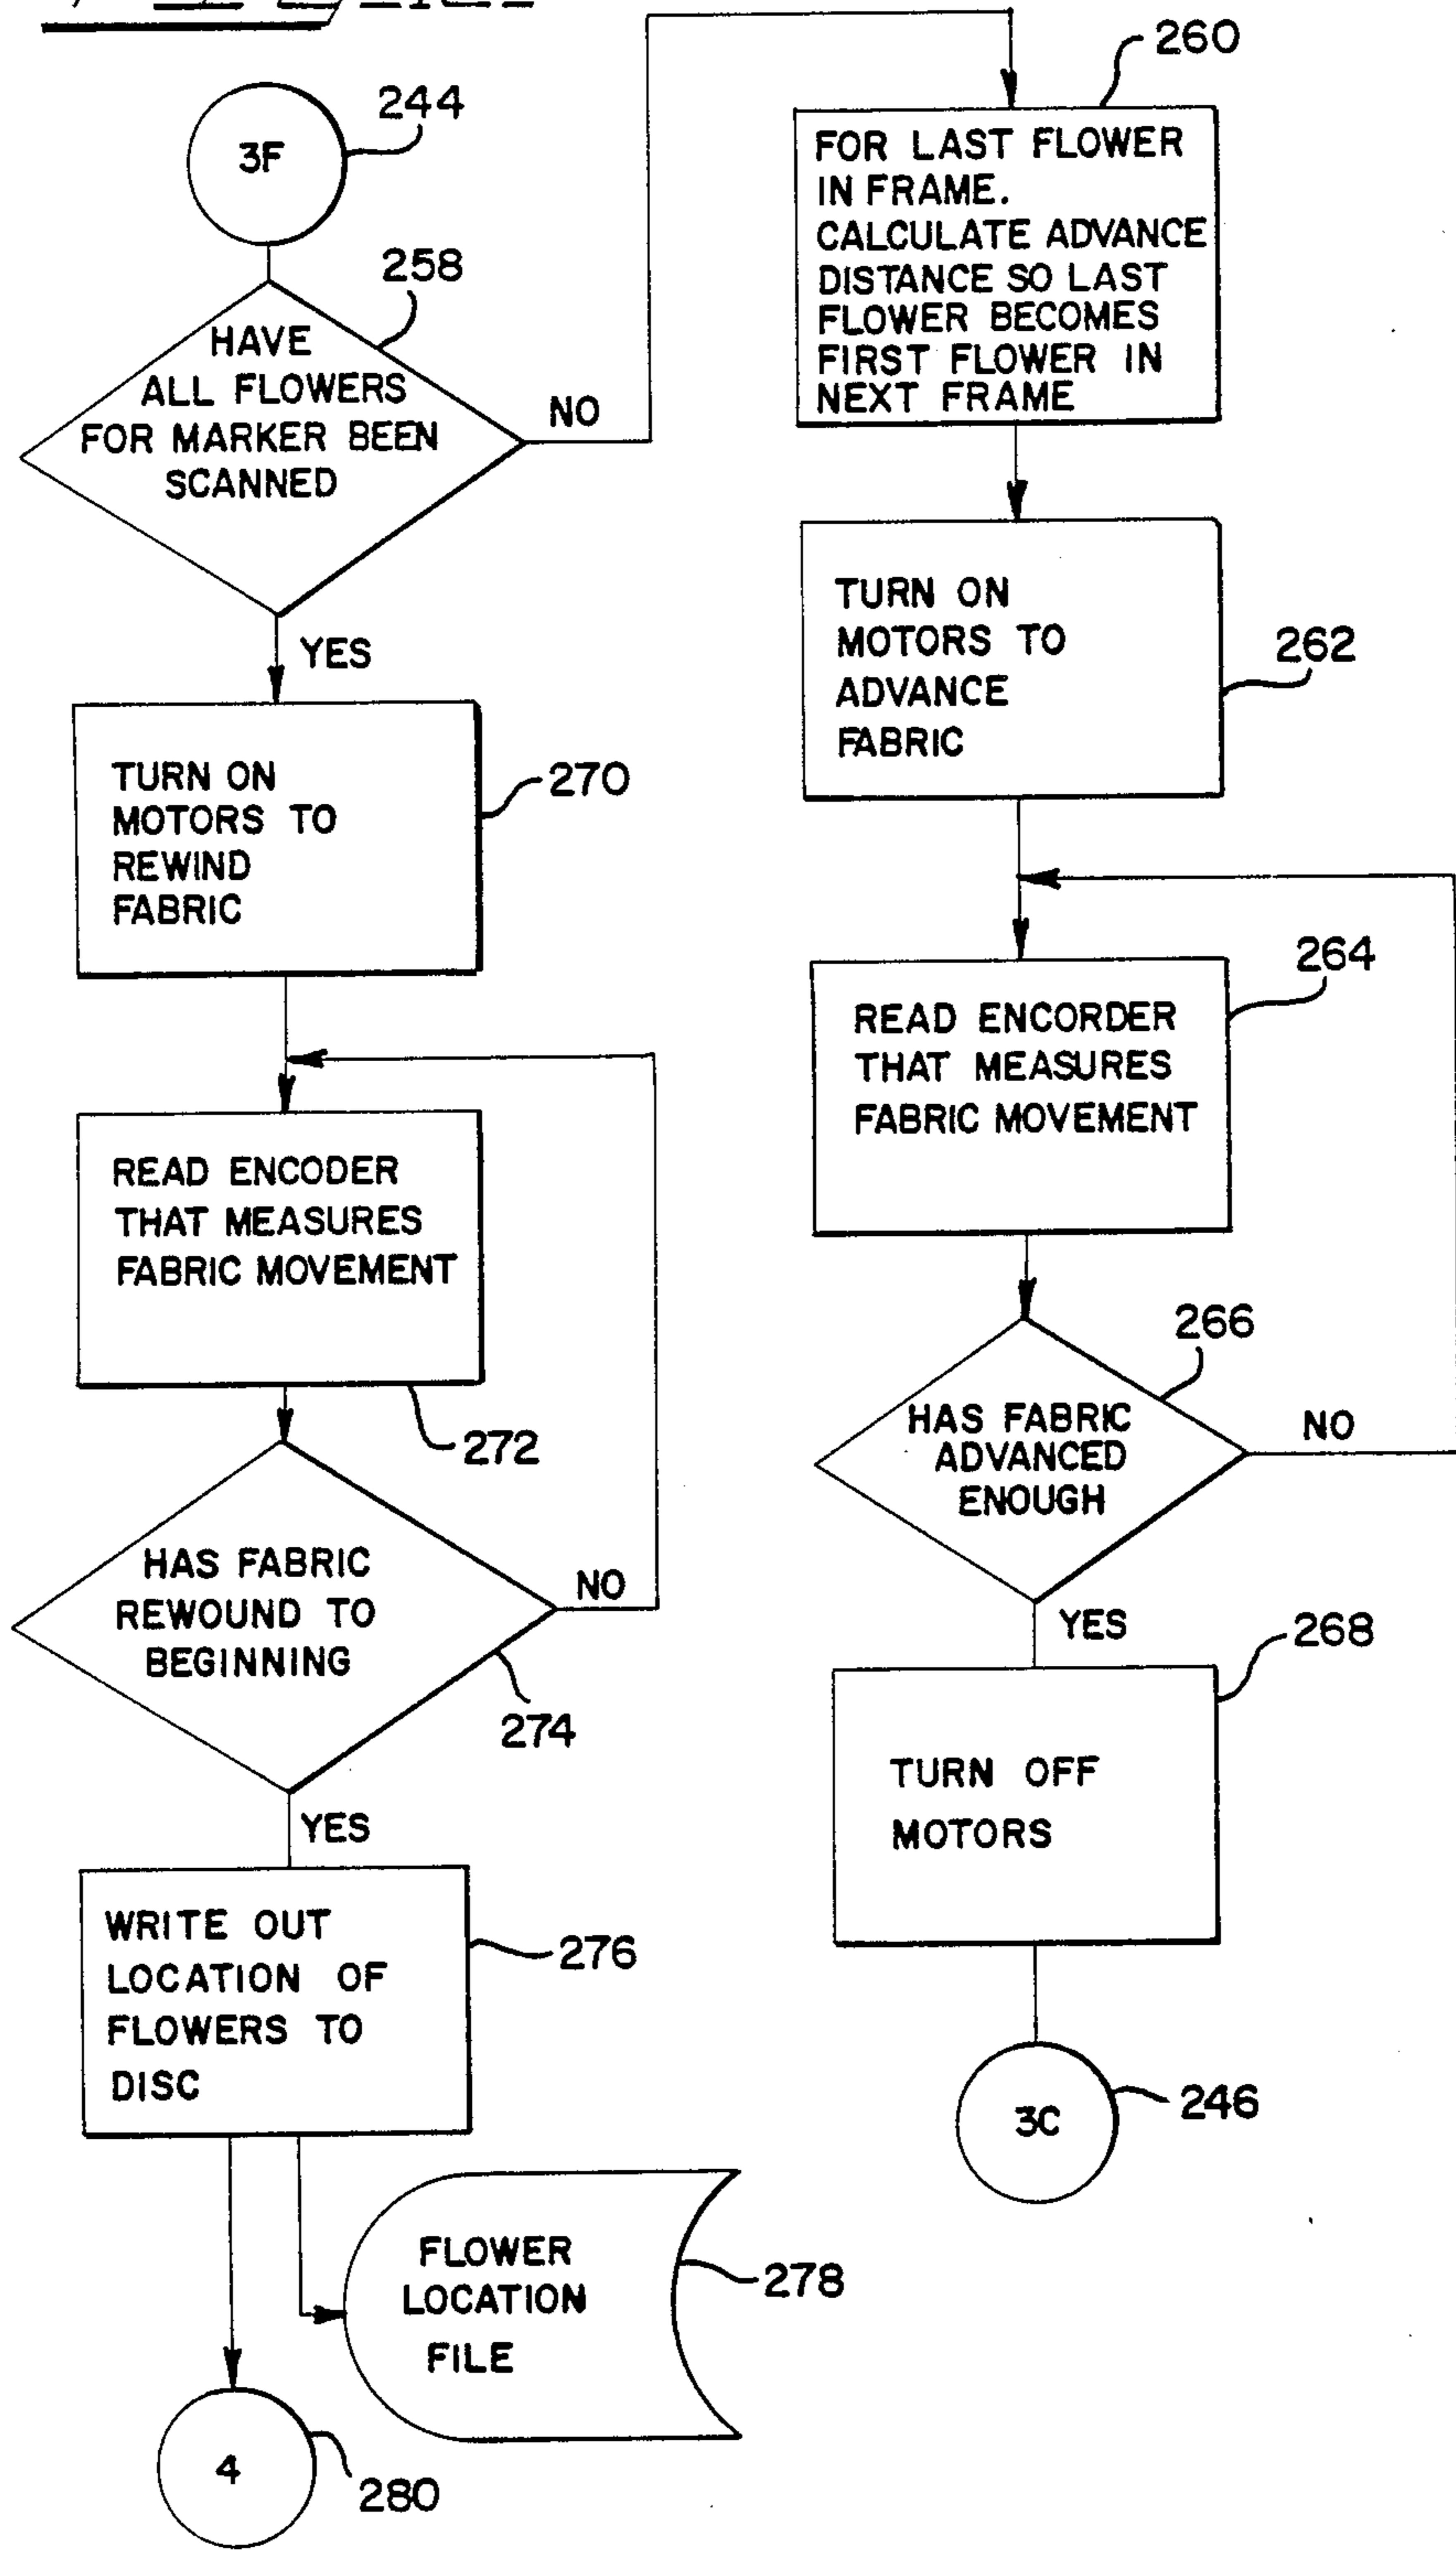 3F
244
258
HAVE
ALL FLOWERS
FOR MARKER BEEN
SCANNED
NO
YES
270
TURN ON
MOTORS TO
REWIND
FABRIC
READ ENCODER
THAT MEASURES
FABRIC MOVEMENT
272
HAS FABRIC
REWOUND TO
BEGINNING
NO
274
YES
WRITE OUT
LOCATION OF
FLOWERS TO
DISC
276
FLOWER
LOCATION
FILE
278
4
280
260
FOR LAST FLOWER
IN FRAME.
CALCULATE ADVANCE
DISTANCE SO LAST
FLOWER BECOMES
FIRST FLOWER IN
NEXT FRAME
TURN ON
MOTORS TO
ADVANCE
FABRIC
262
264
READ ENCORDER
THAT MEASURES
FABRIC MOVEMENT
266
HAS FABRIC
ADVANCED
ENOUGH
NO
YES
268
TURN OFF
MOTORS
3C
246